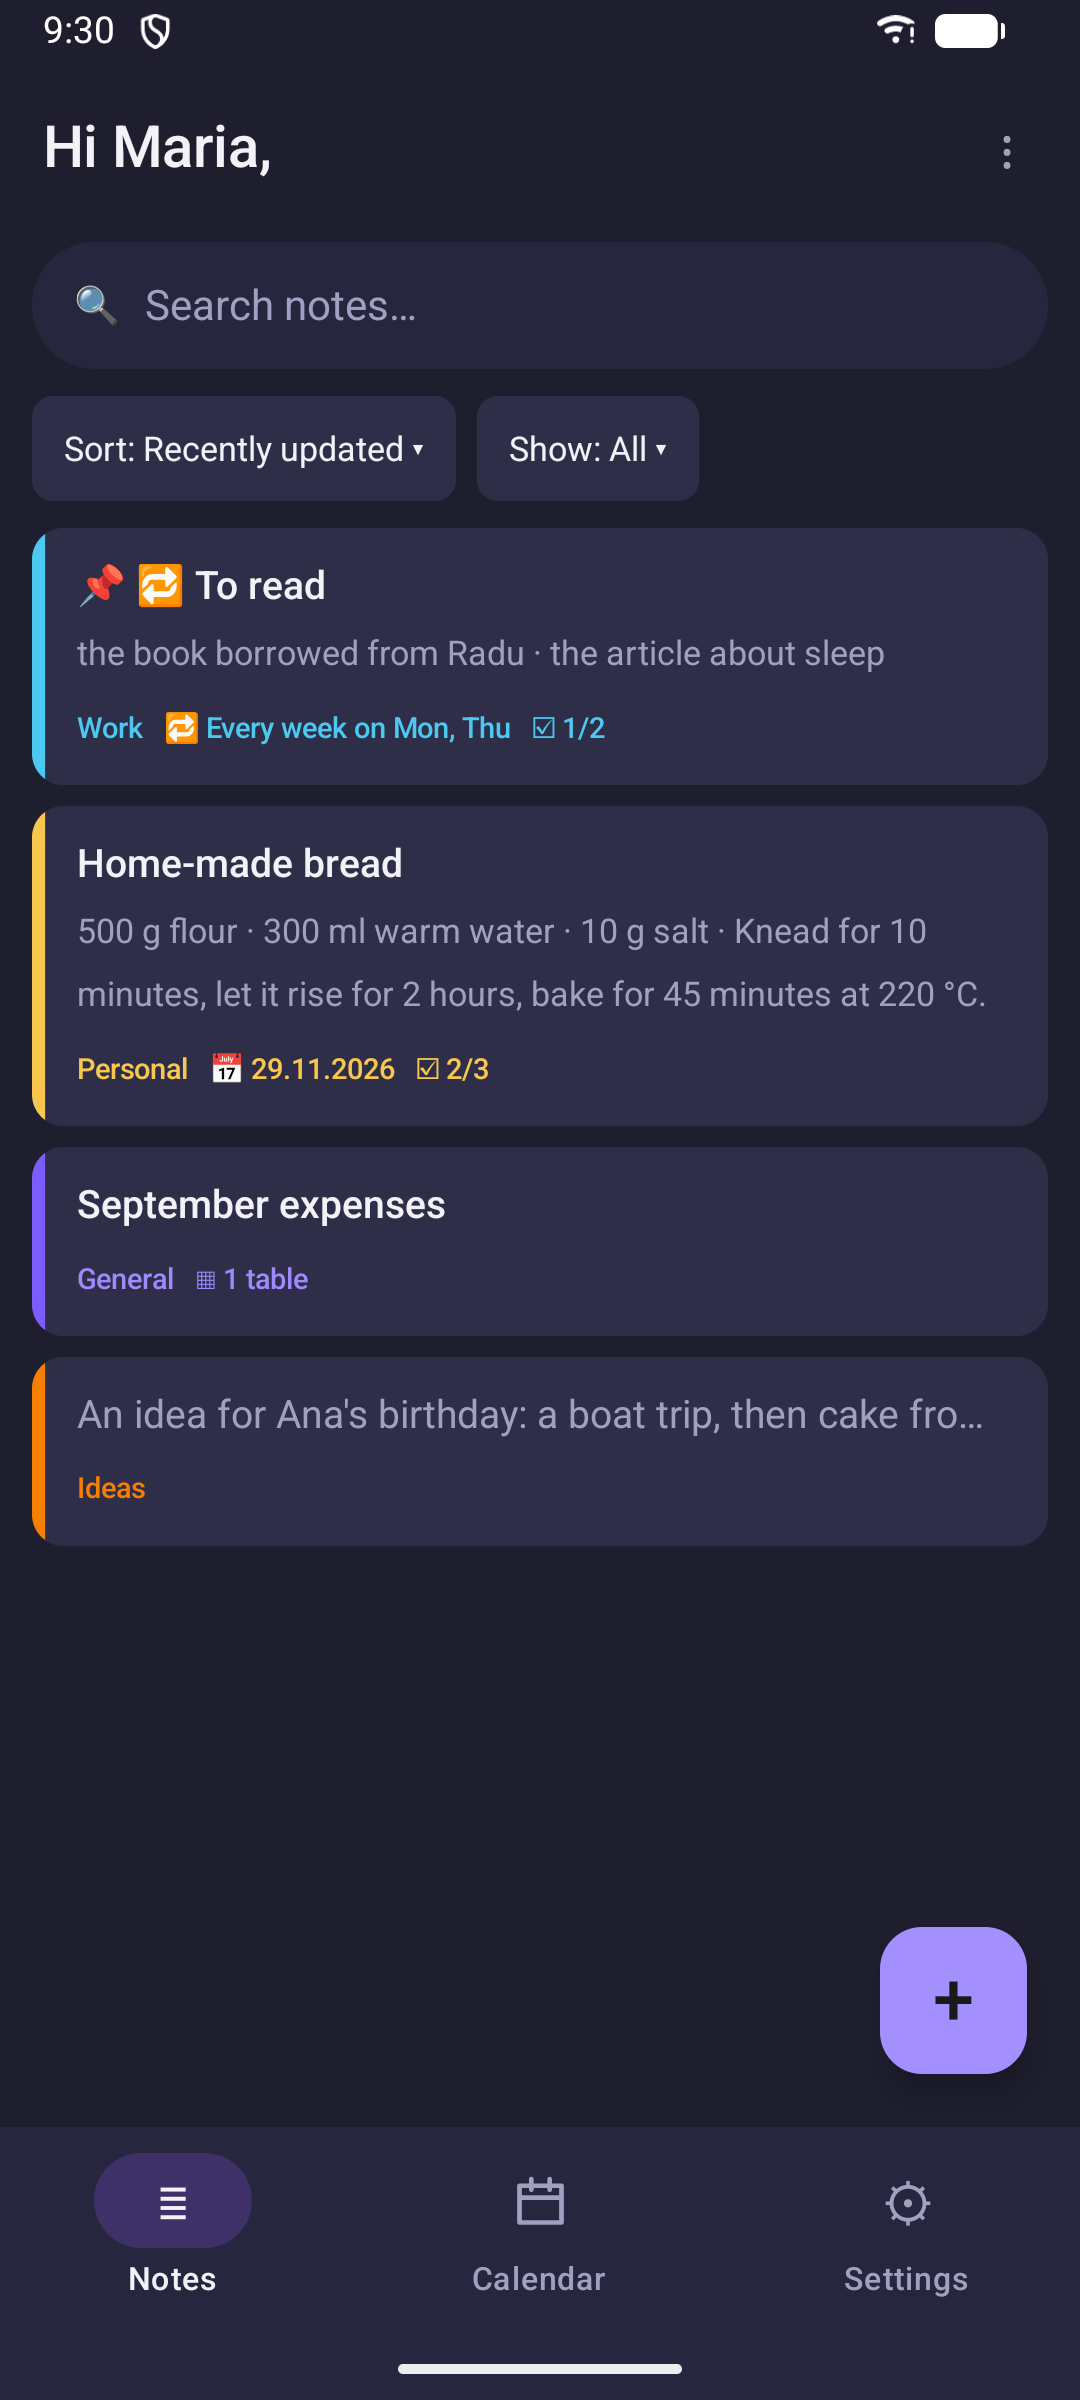 9:30
Hi Maria,
Search notes...
Sort: Recently updated ▾
Show: All ▾
📌 🔁 To read
the book borrowed from Radu · the article about sleep
Work 🔁 Every week on Mon, Thu ☑ 1/2
Home-made bread
500 g flour · 300 ml warm water · 10 g salt · Knead for 10
minutes, let it rise for 2 hours, bake for 45 minutes at 220 °C.
Personal 📅 29.11.2026 ☑ 2/3
September expenses
General ▦ 1 table
An idea for Ana's birthday: a boat trip, then cake fro...
Ideas
+
Notes
Calendar
Settings